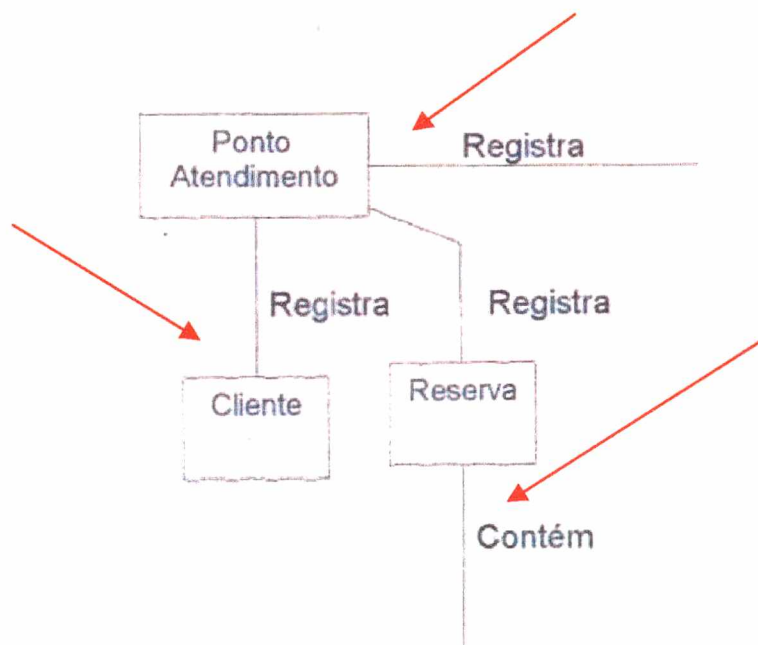 Ponto
Atendimento
Registra
Registra
Registra
Cliente
Reserva
Contém